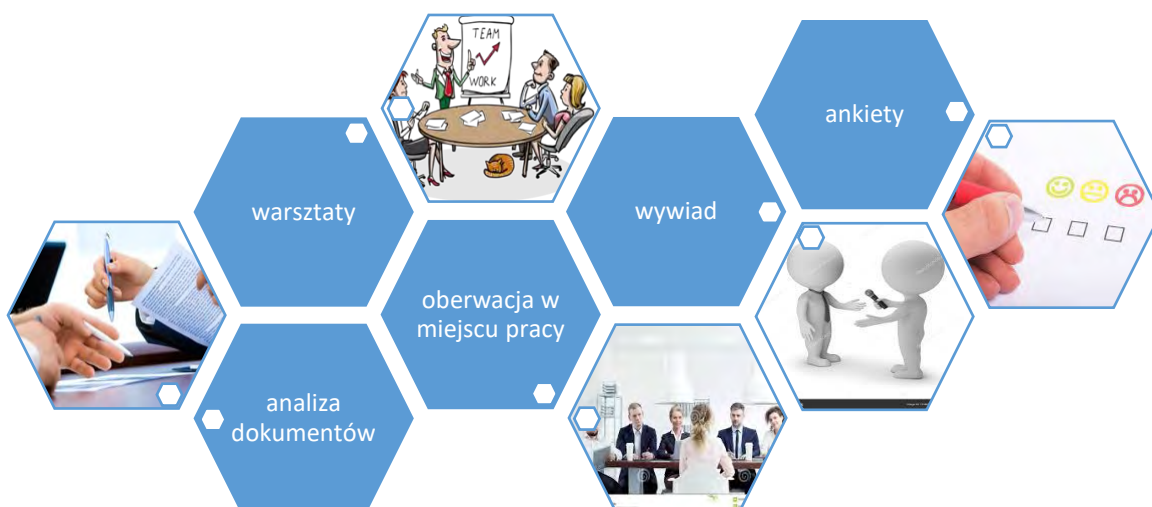 TEAM
WORK
ankiety
warsztaty
wywiad
oberwacja w
miejscu pracy
analiza
dokumentów